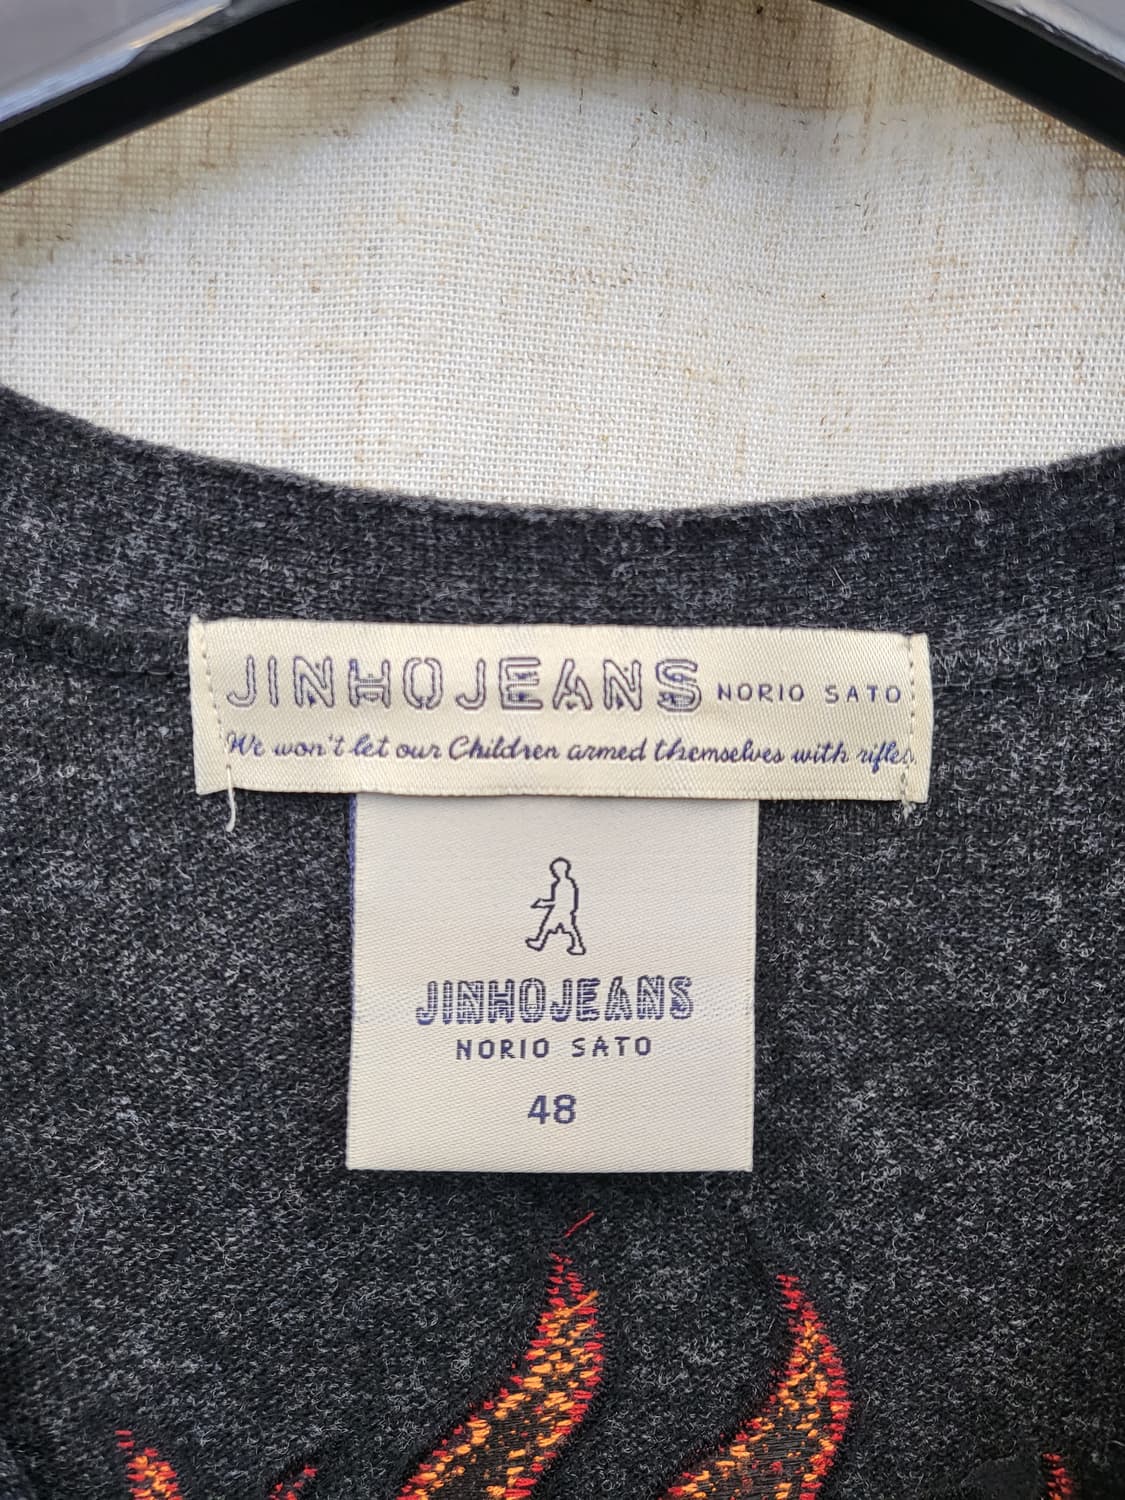 JINHOJEANS NORIO SATO
We won't let our Children armed themselves with rifles
JINHOJEANS
NORIO SATO
48